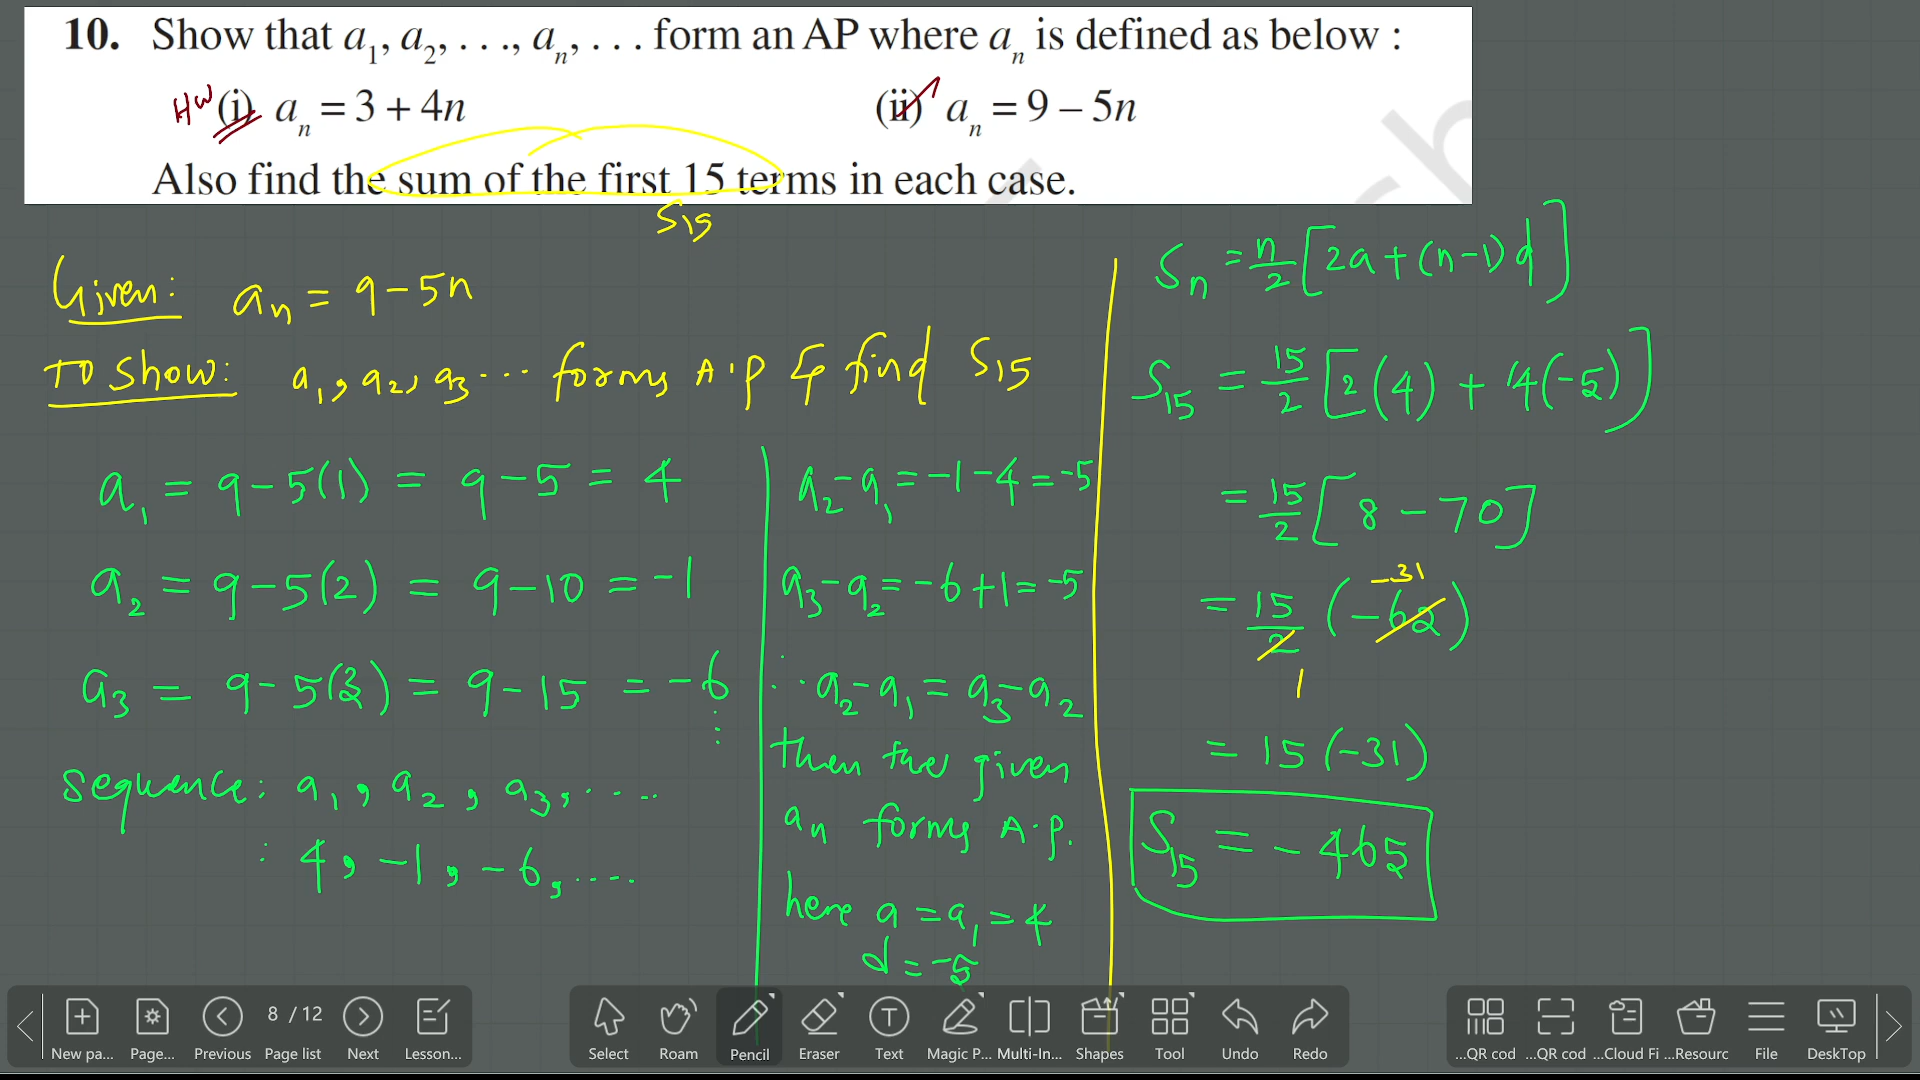 10. Show that a₁, a₂, . . ., aₙ, . . . form an AP where aₙ is defined as below :
HW (i) aₙ = 3 + 4n (ii) aₙ = 9 – 5n
Also find the sum of the first 15 terms in each case.
S₁₅
Given: aₙ = 9 - 5n
To show: a₁, a₂, a₃ ... forms A.P & find S₁₅
a₁ = 9 - 5(1) = 9 - 5 = 4
a₂ = 9 - 5(2) = 9 - 10 = -1
a₃ = 9 - 5(3) = 9 - 15 = -6
⋮
Sequence: a₁, a₂, a₃, ....
: 4, -1, -6, ....
a₂ - a₁ = -1 - 4 = -5
a₃ - a₂ = -6 + 1 = -5
∴ a₂ - a₁ = a₃ - a₂
then the given
aₙ forms A.P.
here a = a₁ = 4
d = -5
Sₙ = n/2 [2a + (n-1)d]
S₁₅ = 15/2 [2(4) + 14(-5)]
= 15/2 [8 - 70]
-31
= 15/2 (-62)
1
= 15 (-31)
S₁₅ = -465
8 / 12
New pa... Page... Previous Page list Next Lesson... Select Roam Pencil Eraser Text Magic P... Multi-In... Shapes Tool Undo Redo ...QR cod ...QR cod ...Cloud Fi ...Resourc File DeskTop